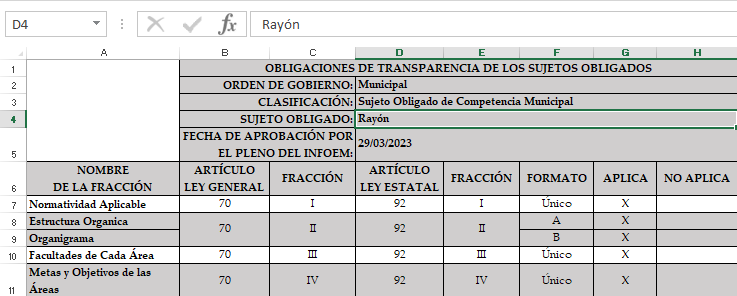 D4 Rayón
A B C D E F G H
1 OBLIGACIONES DE TRANSPARENCIA DE LOS SUJETOS OBLIGADOS
2 ORDEN DE GOBIERNO: Municipal
3 CLASIFICACIÓN: Sujeto Obligado de Competencia Municipal
4 SUJETO OBLIGADO: Rayón
FECHA DE APROBACIÓN POR
5 EL PLENO DEL INFOEM: 29/03/2023
NOMBRE ARTÍCULO FRACCIÓN ARTÍCULO FRACCIÓN FORMATO APLICA NO APLICA
6 DE LA FRACCIÓN LEY GENERAL LEY ESTATAL
7 Normatividad Aplicable 70 I 92 I Único X
8 Estructura Organica 70 II 92 II A X
9 Organigrama B X
10 Facultades de Cada Área 70 III 92 III Único X
Metas y Objetivos de las 70 IV 92 IV Único X
11 Áreas